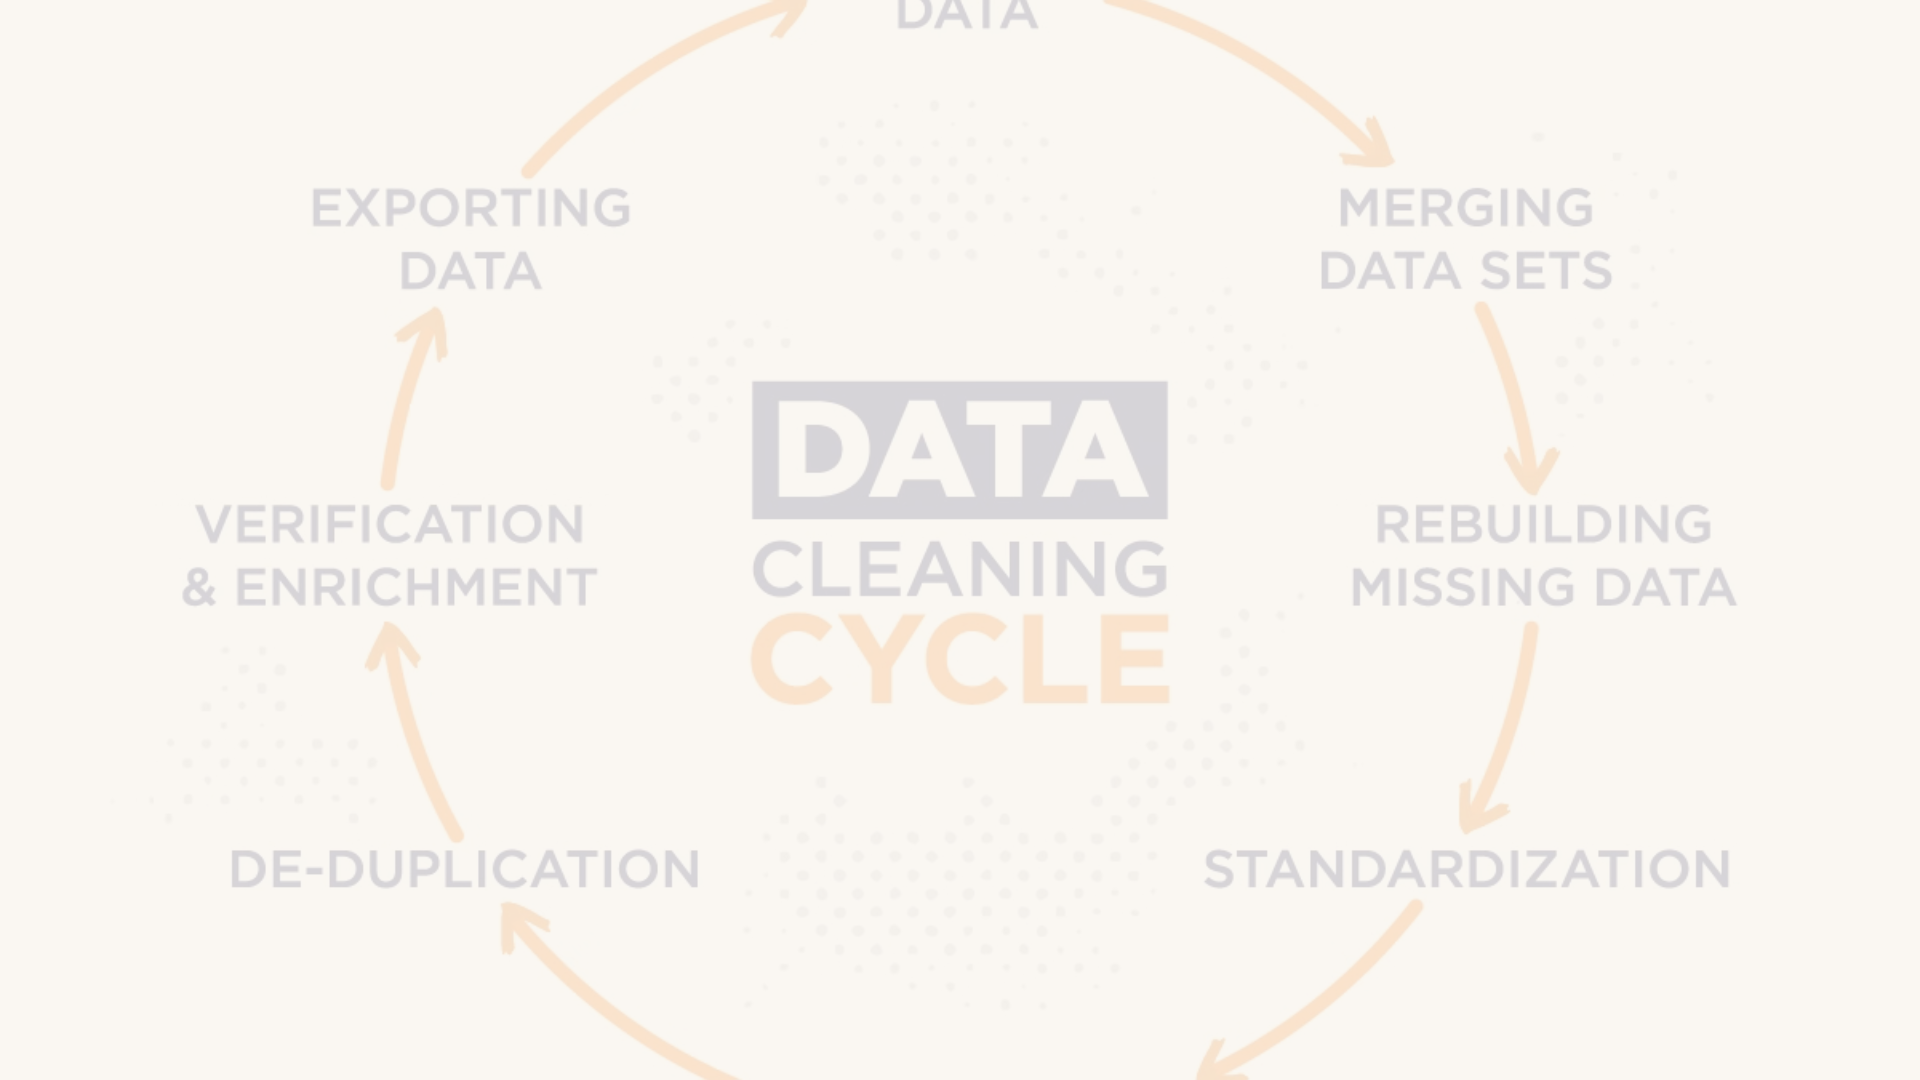 DATA
EXPORTING
DATA
MERGING
DATA SETS
DATA
CLEANING
CYCLE
VERIFICATION
& ENRICHMENT
REBUILDING
MISSING DATA
DE-DUPLICATION
STANDARDIZATION